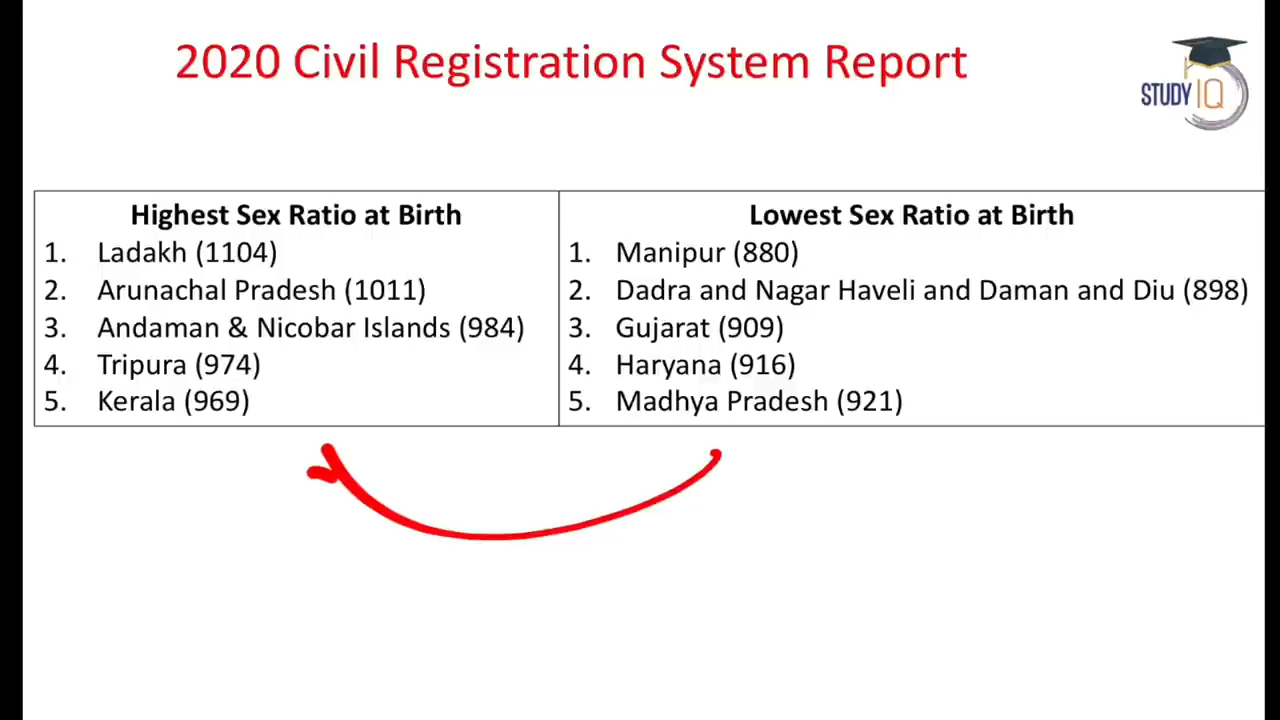 2020 Civil Registration System Report
STUDY IQ
Highest Sex Ratio at Birth
1. Ladakh (1104)
2. Arunachal Pradesh (1011)
3. Andaman & Nicobar Islands (984)
4. Tripura (974)
5. Kerala (969)
Lowest Sex Ratio at Birth
1. Manipur (880)
2. Dadra and Nagar Haveli and Daman and Diu (898)
3. Gujarat (909)
4. Haryana (916)
5. Madhya Pradesh (921)